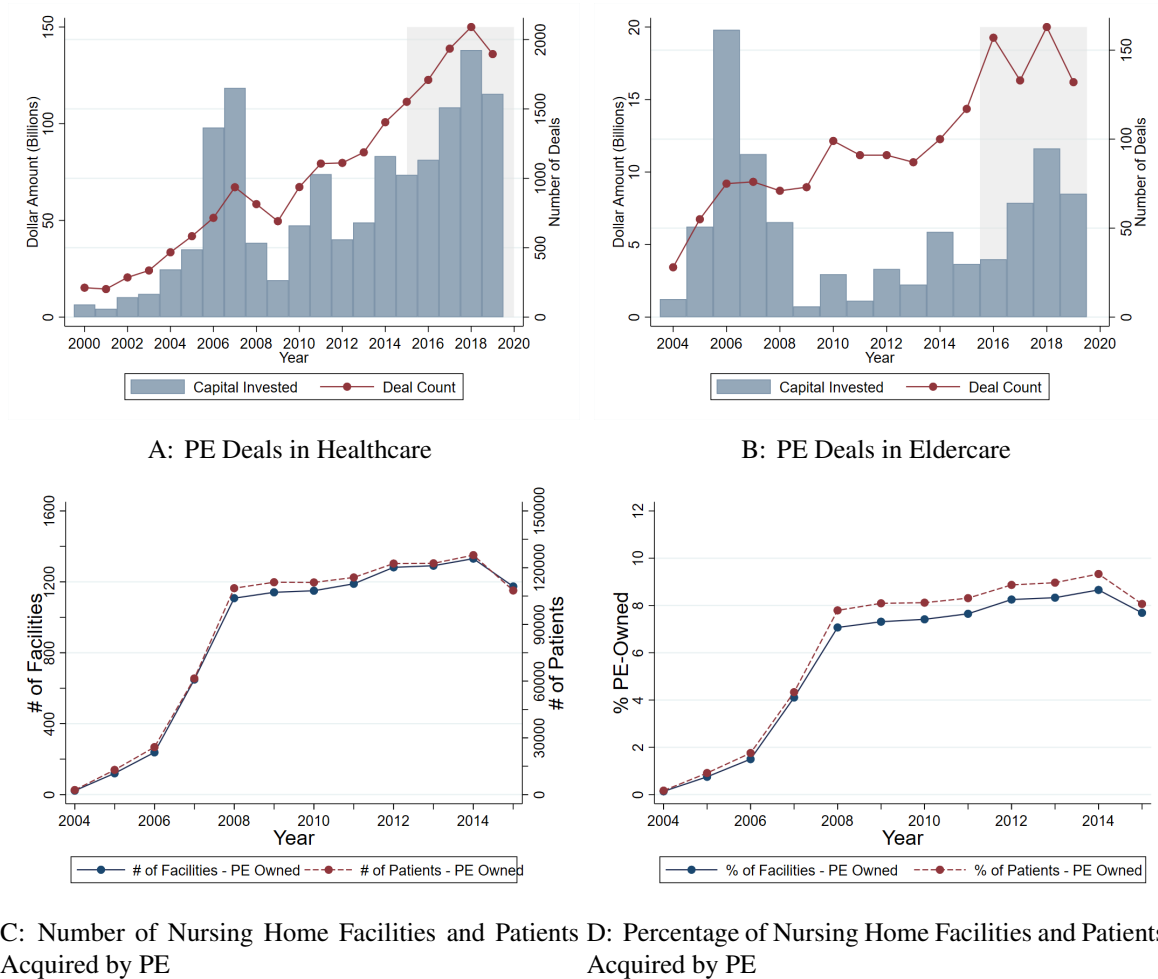 150
100
50
0
Dollar Amount (Billions)
2000
1500
1000
500
0
Number of Deals
2000 2002 2004 2006 2008 2010 2012 2014 2016 2018 2020
Year
Capital Invested Deal Count
A: PE Deals in Healthcare
20
15
10
5
0
Dollar Amount (Billions)
150
100
50
0
Number of Deals
2004 2006 2008 2010 2012 2014 2016 2018 2020
Year
Capital Invested Deal Count
B: PE Deals in Eldercare
1600
1200
800
400
0
# of Facilities
150000
120000
90000
60000
30000
0
# of Patients
2004 2006 2008 2010 2012 2014
Year
# of Facilities - PE Owned # of Patients - PE Owned
C: Number of Nursing Home Facilities and Patients
Acquired by PE
12
10
8
6
4
2
0
% PE-Owned
2004 2006 2008 2010 2012 2014
Year
% of Facilities - PE Owned % of Patients - PE Owned
D: Percentage of Nursing Home Facilities and Patients
Acquired by PE